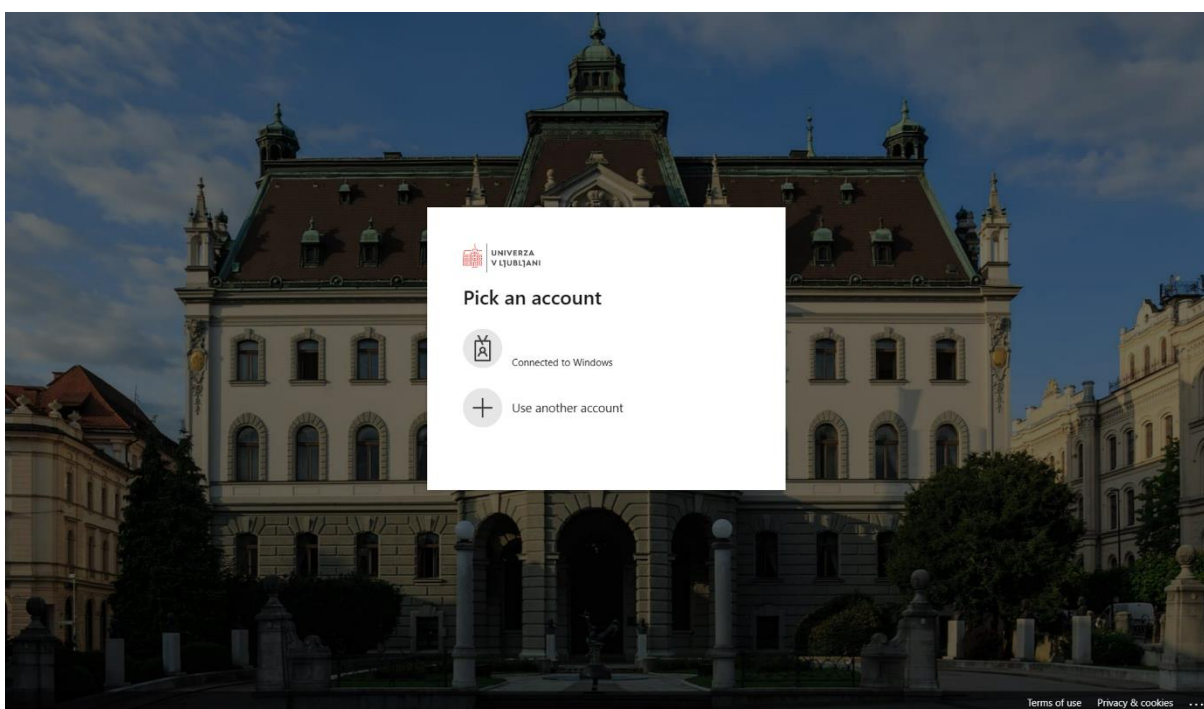 UNIVERZA
V LJUBLJANI
Pick an account
Connected to Windows
Use another account
Terms of use Privacy & cookies ...